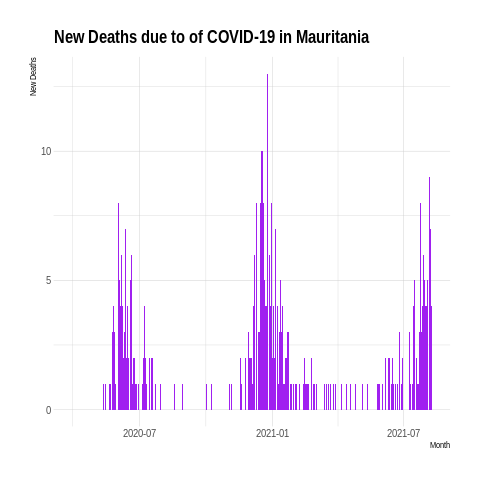 New Deaths due to of COVID-19 in Mauritania
New Deaths
10
5
0
2020-07
2021-01
2021-07
Month